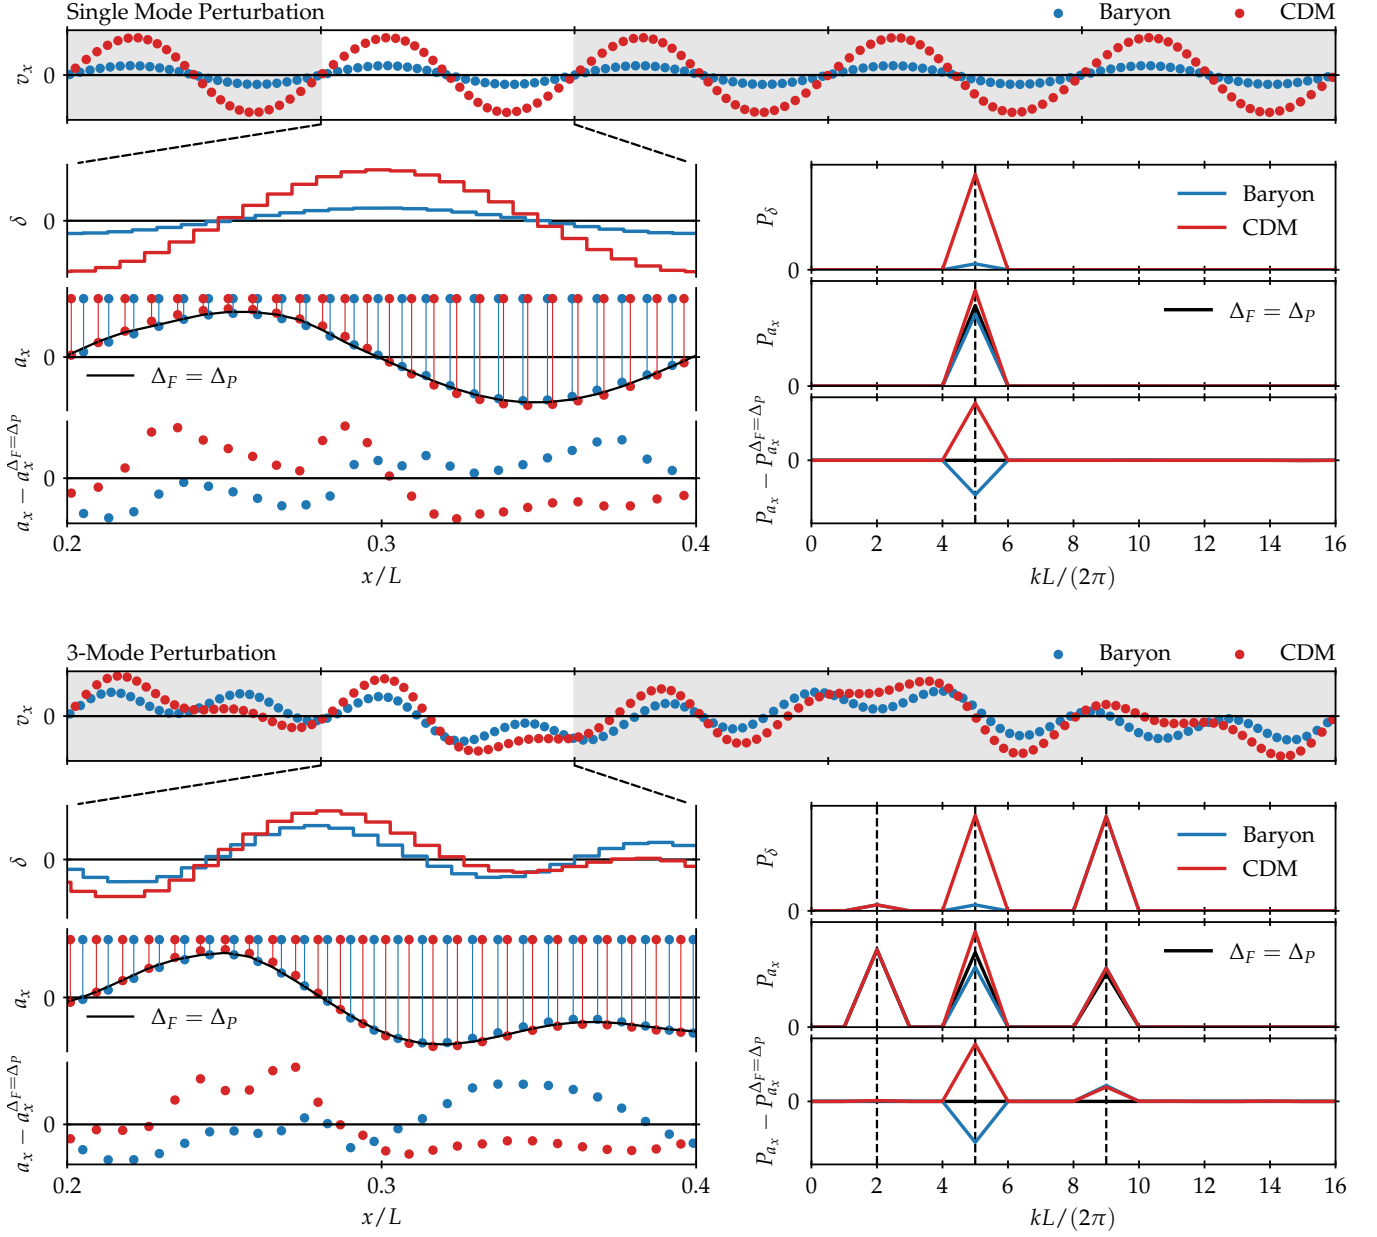 Single Mode Perturbation
Baryon
CDM
v_x
0
δ
0
a_x
0
Δ_F = Δ_P
a_x − a_x^{Δ_F=Δ_P}
0
0.2 0.3 0.4
x/L
P_δ
0
Baryon
CDM
P_{a_x}
0
Δ_F = Δ_P
P_{a_x} − P_{a_x}^{Δ_F=Δ_P}
0
0 2 4 6 8 10 12 14 16
kL/(2π)
3-Mode Perturbation
Baryon
CDM
v_x
0
δ
0
a_x
0
Δ_F = Δ_P
a_x − a_x^{Δ_F=Δ_P}
0
0.2 0.3 0.4
x/L
P_δ
0
Baryon
CDM
P_{a_x}
0
Δ_F = Δ_P
P_{a_x} − P_{a_x}^{Δ_F=Δ_P}
0
0 2 4 6 8 10 12 14 16
kL/(2π)